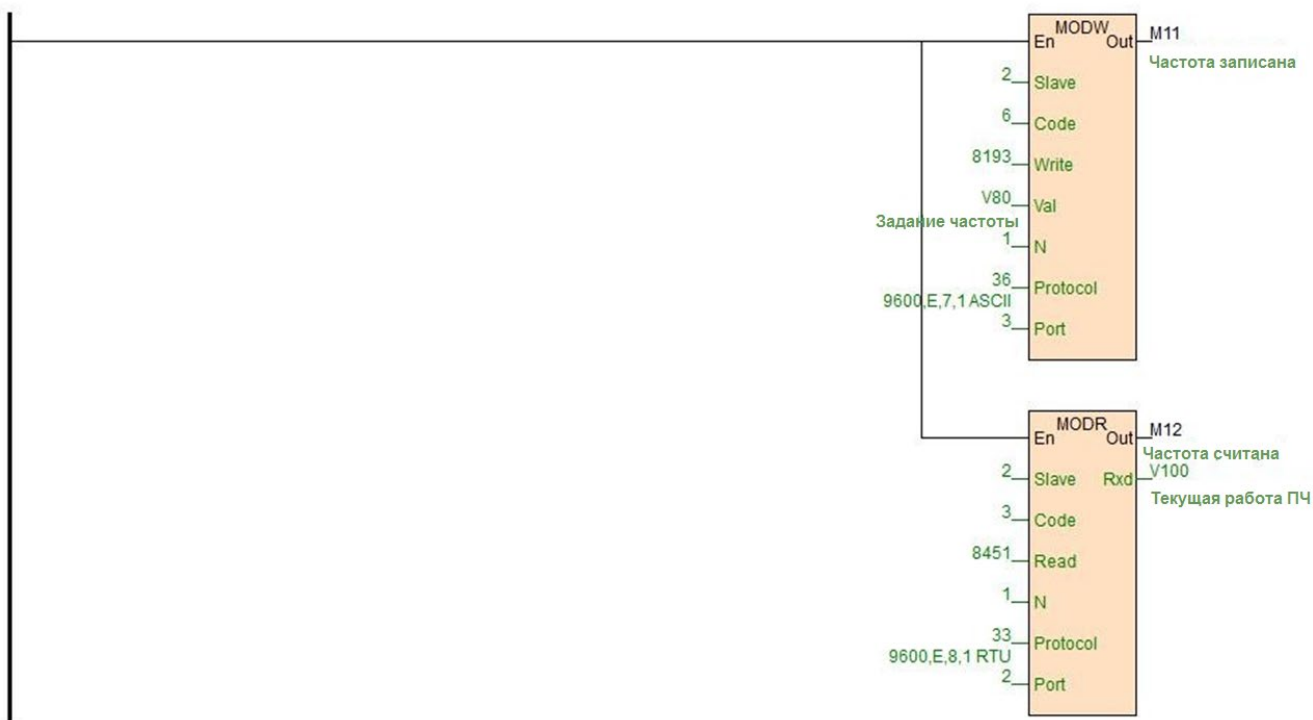 MODW
En Out M11
Частота записана
2 Slave
6 Code
8193 Write
V80 Val
Задание частоты
1 N
36 Protocol
9600,E,7,1 ASCII
3 Port
MODR
En Out M12
Частота считана
2 Slave Rxd V100
Текущая работа ПЧ
3 Code
8451 Read
1 N
33 Protocol
9600,E,8,1 RTU
2 Port